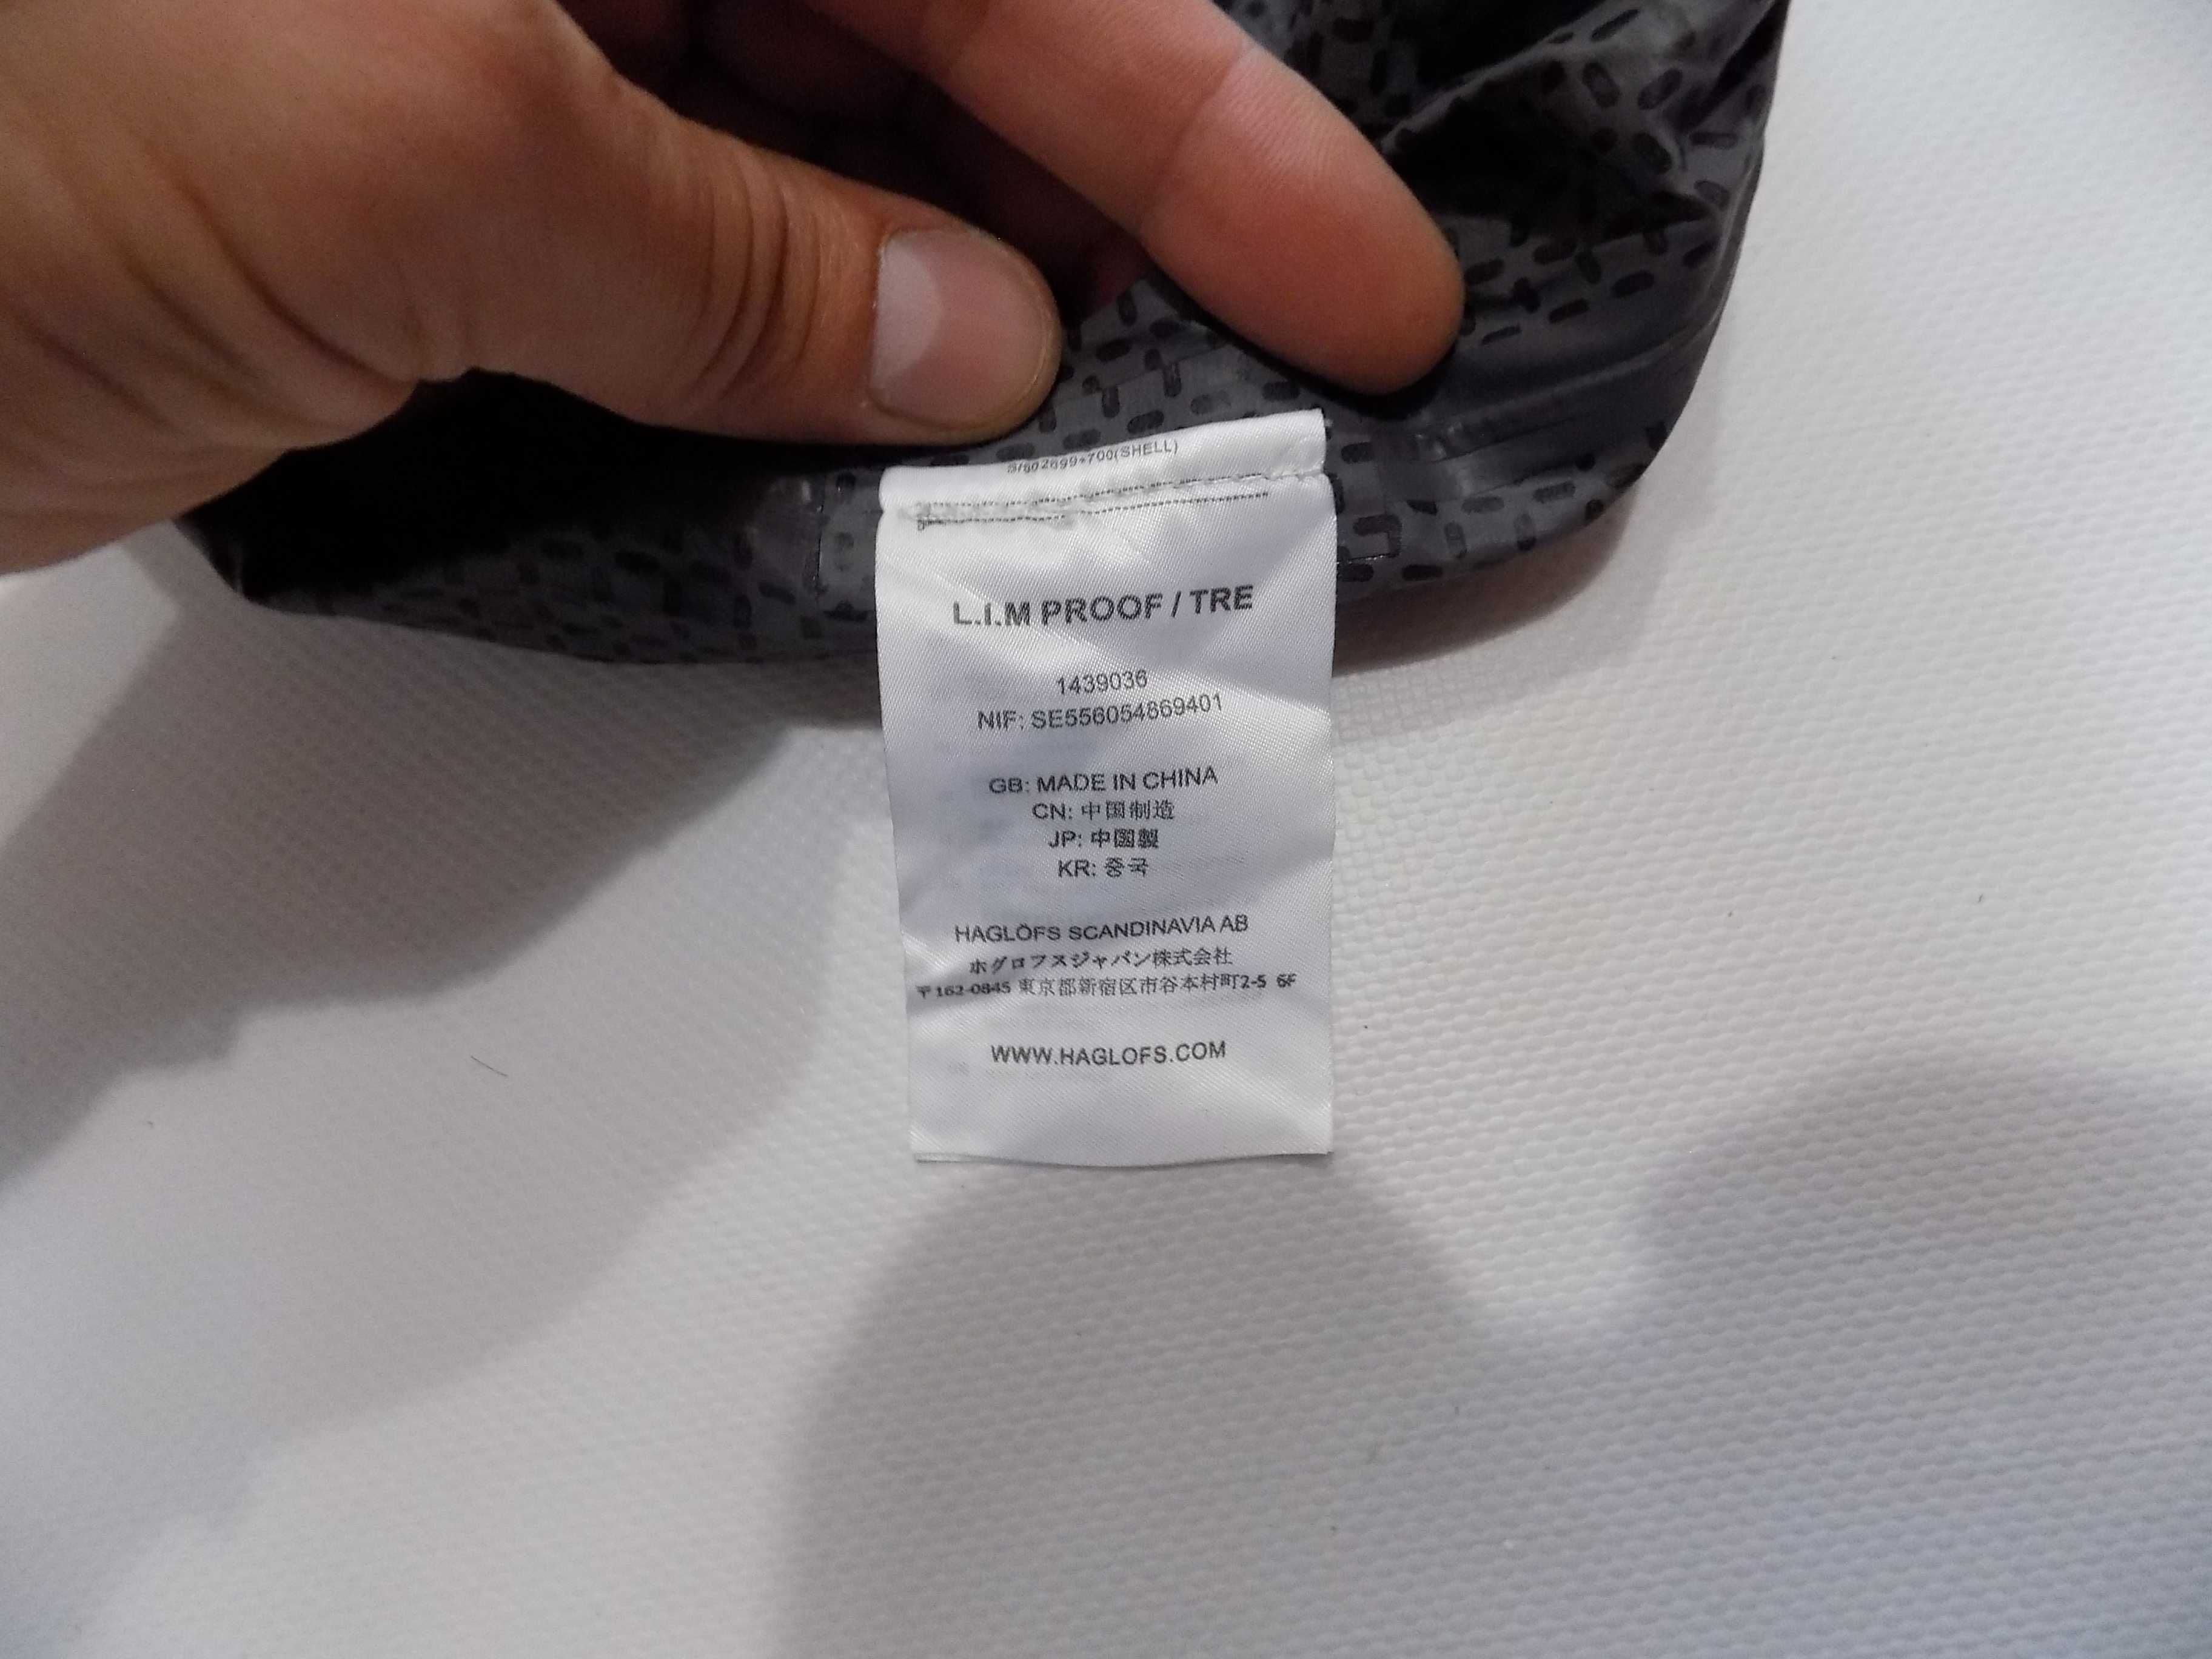 L.I.M PROOF / TRE
1439036
NIF: SE556054869401
GB: MADE IN CHINA
CN: 中国制造
JP: 中國製
KR: 중국
HAGLÖFS SCANDINAVIA AB
ホグロフスジャパン株式会社
〒162-0845 東京都新宿区市谷本村町2-5 6F
WWW.HAGLOFS.COM